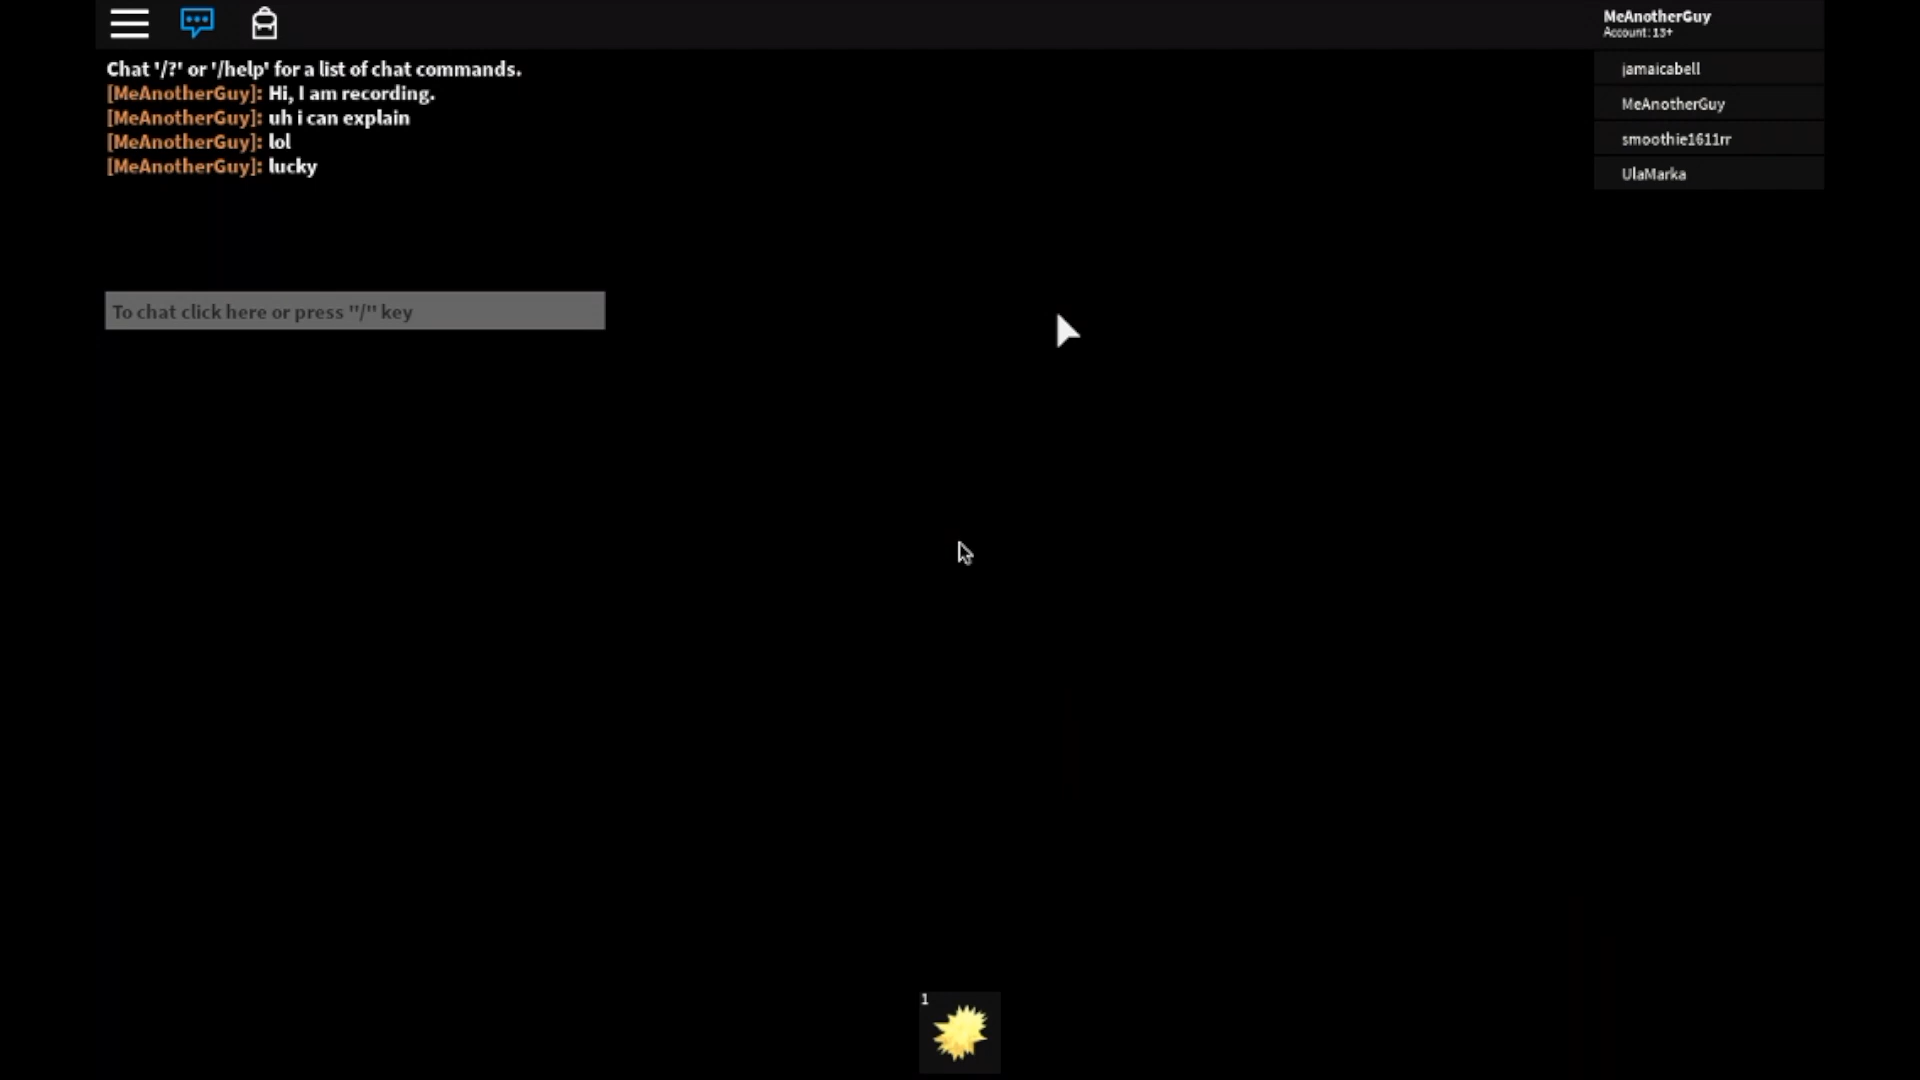 MeAnotherGuy
Account: 13+
Chat '/?' or '/help' for a list of chat commands.
[MeAnotherGuy]: Hi, I am recording.
[MeAnotherGuy]: uh i can explain
[MeAnotherGuy]: lol
[MeAnotherGuy]: lucky
jamaicabell
MeAnotherGuy
smoothie1611rr
UlaMarka
To chat click here or press "/" key
1